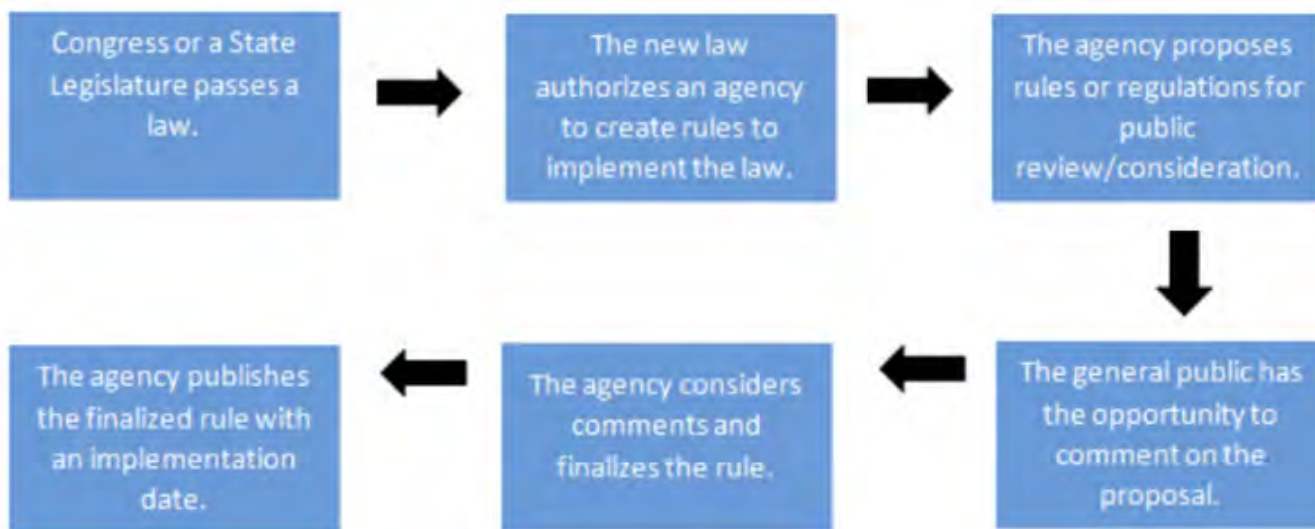 Congress or a State
Legislature passes a
law.
The new law
authorizes an agency
to create rules to
implement the law.
The agency proposes
rules or regulations for
public
review/consideration.
The general public has
the opportunity to
comment on the
proposal.
The agency considers
comments and
finalizes the rule.
The agency publishes
the finalized rule with
an implementation
date.